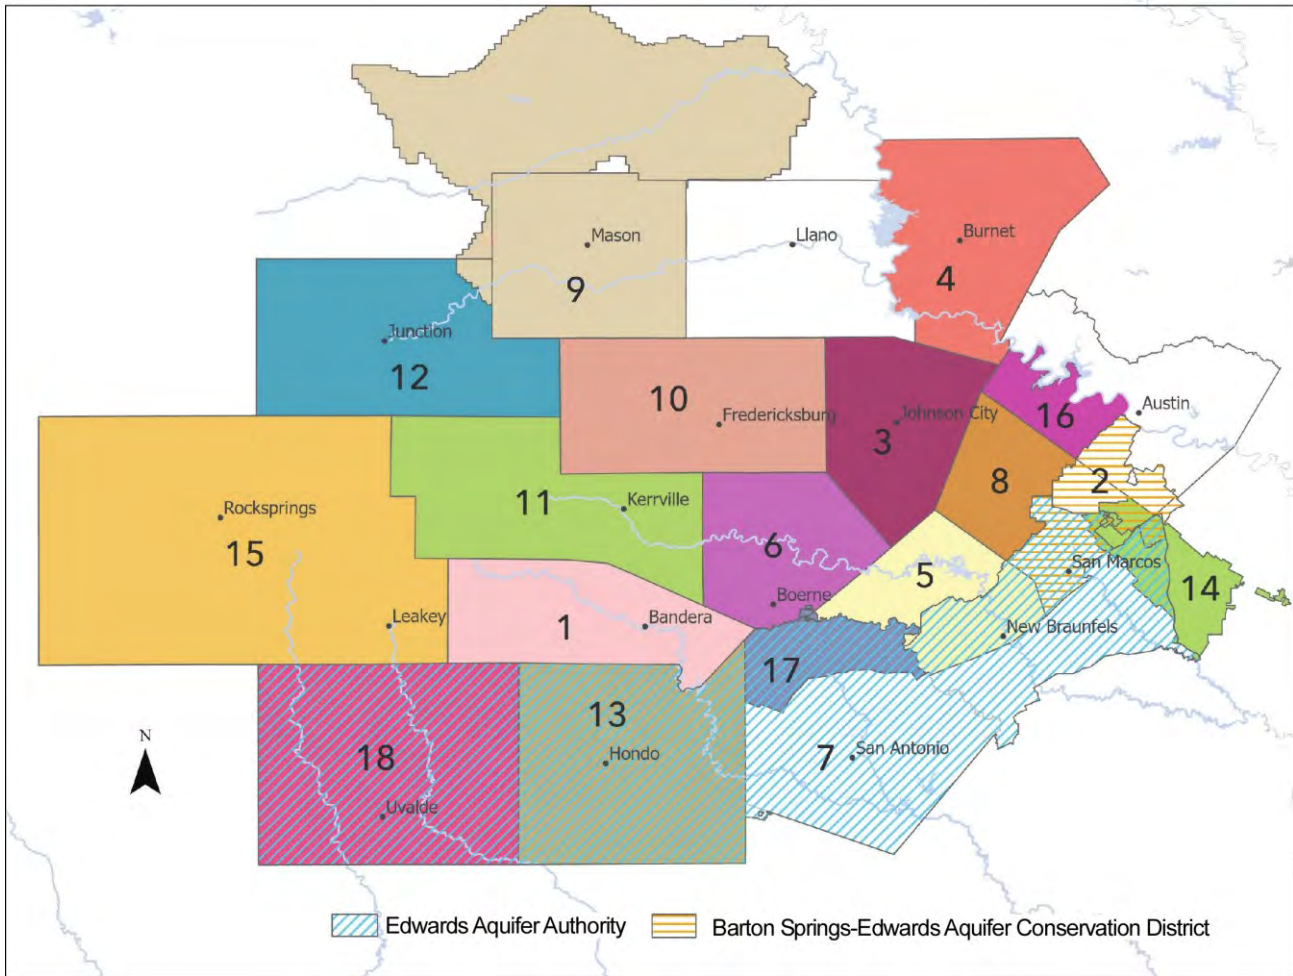 Mason
Llano
Burnet
9
4
Junction
12
10
Fredericksburg
3
Johnson City
16
Austin
Rocksprings
15
11
Kerrville
6
8
2
Boerne
5
San Marcos
14
Leakey
1
Bandera
New Braunfels
17
13
18
Hondo
7
San Antonio
N
Uvalde
Edwards Aquifer Authority
Barton Springs-Edwards Aquifer Conservation District